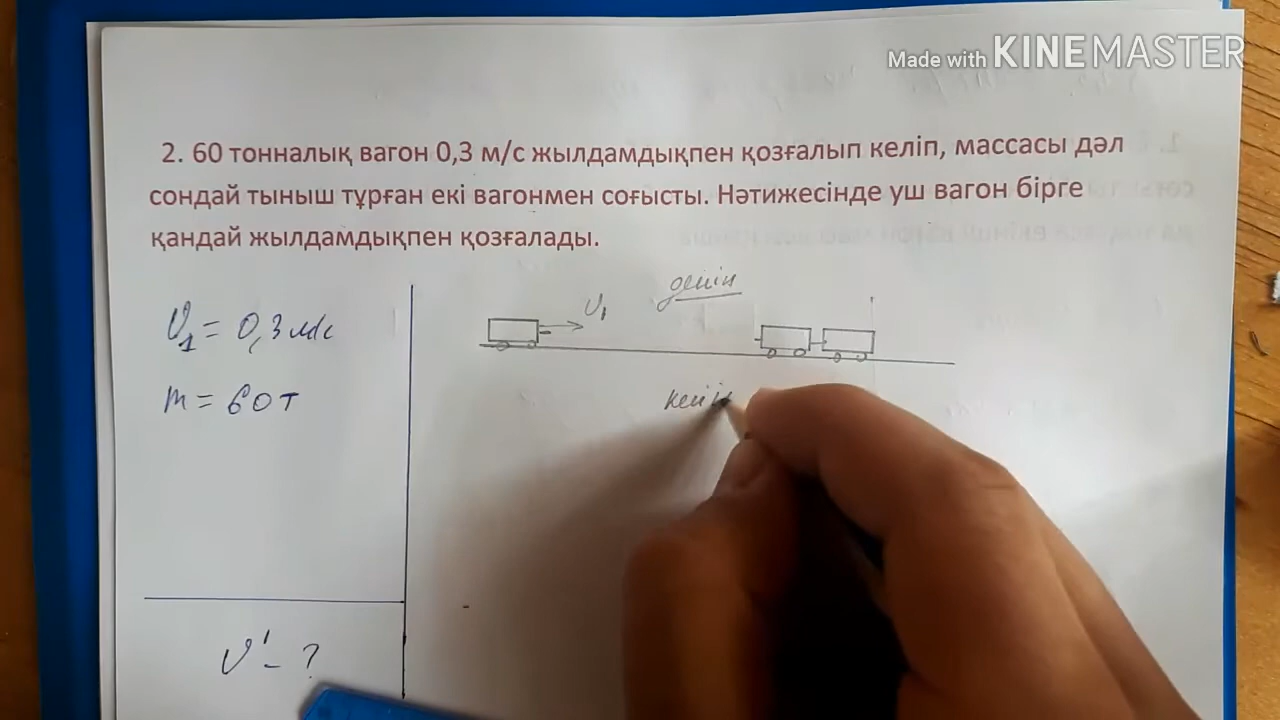 Made with KINEMASTER
2. 60 тонналық вагон 0,3 м/с жылдамдықпен қозғалып келіп, массасы дәл
сондай тыныш тұрған екі вагонмен соғысты. Нәтижесінде уш вагон бірге
қандай жылдамдықпен қозғалады.
дейін
υ₁
υ₁ = 0,3 м/с
кейін
m = 60 т
υ' - ?